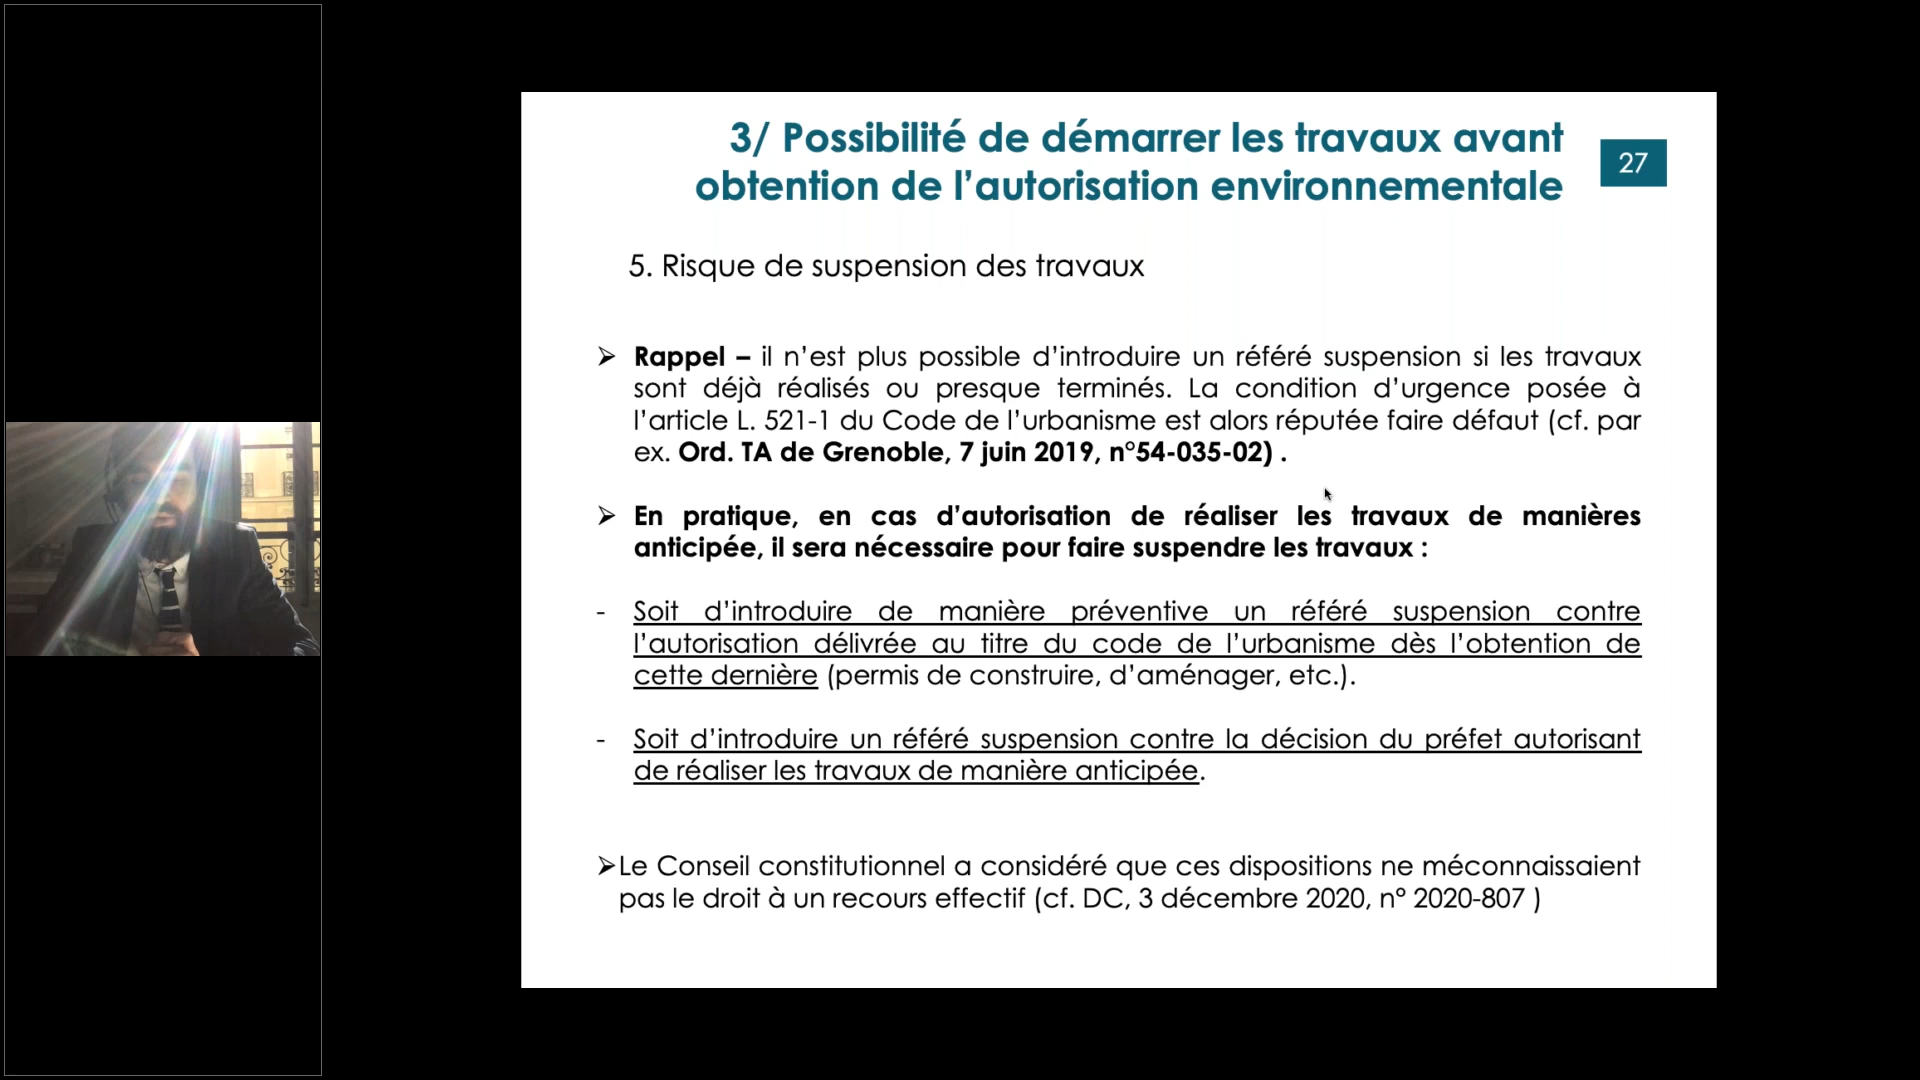 3/ Possibilité de démarrer les travaux avant
obtention de l’autorisation environnementale
27
5. Risque de suspension des travaux
➢ Rappel – il n’est plus possible d’introduire un référé suspension si les travaux
sont déjà réalisés ou presque terminés. La condition d’urgence posée à
l’article L. 521-1 du Code de l’urbanisme est alors réputée faire défaut (cf. par
ex. Ord. TA de Grenoble, 7 juin 2019, n°54-035-02) .
➢ En pratique, en cas d’autorisation de réaliser les travaux de manières
anticipée, il sera nécessaire pour faire suspendre les travaux :
- Soit d’introduire de manière préventive un référé suspension contre
l’autorisation délivrée au titre du code de l’urbanisme dès l’obtention de
cette dernière (permis de construire, d’aménager, etc.).
- Soit d’introduire un référé suspension contre la décision du préfet autorisant
de réaliser les travaux de manière anticipée.
➢Le Conseil constitutionnel a considéré que ces dispositions ne méconnaissaient
pas le droit à un recours effectif (cf. DC, 3 décembre 2020, n° 2020-807 )